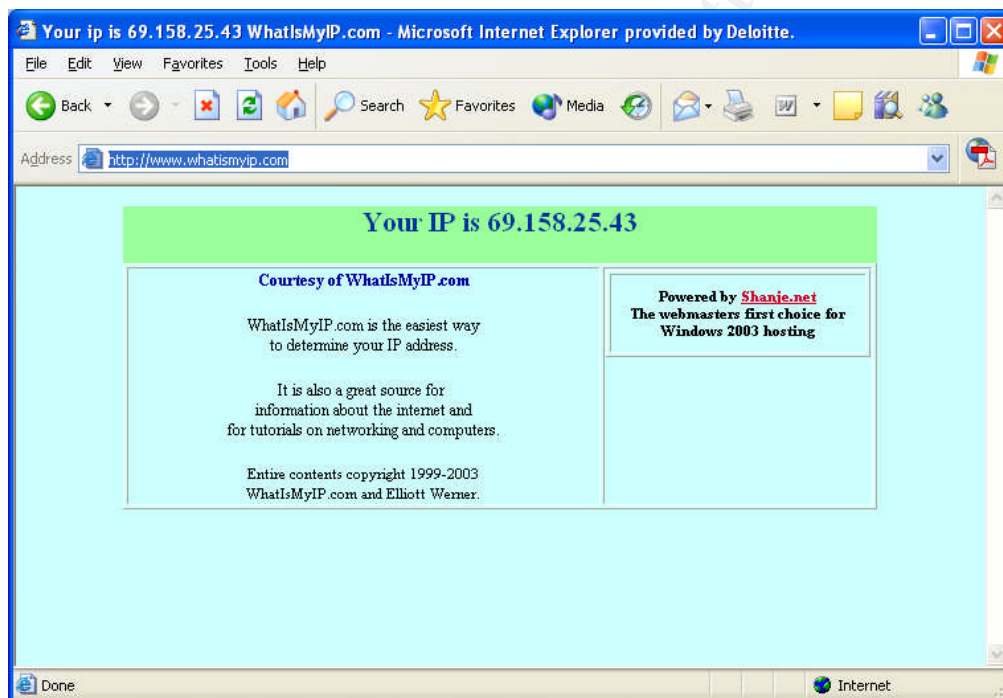 Your ip is 69.158.25.43 WhatIsMyIP.com - Microsoft Internet Explorer provided by Deloitte.
File Edit View Favorites Tools Help
Back Search Favorites Media
Address http://www.whatismyip.com
Your IP is 69.158.25.43
Courtesy of WhatIsMyIP.com
WhatIsMyIP.com is the easiest way
to determine your IP address.
It is also a great source for
information about the internet and
for tutorials on networking and computers.
Entire contents copyright 1999-2003
WhatIsMyIP.com and Elliott Werner.
Powered by Shanje.net
The webmasters first choice for
Windows 2003 hosting
Done Internet